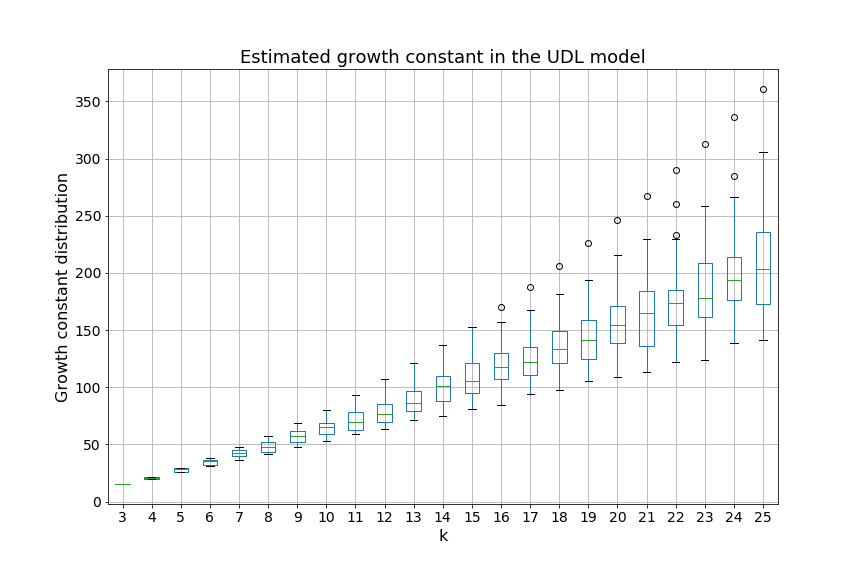 Estimated growth constant in the UDL model
Growth constant distribution
350
300
250
200
150
100
50
0
3 4 5 6 7 8 9 10 11 12 13 14 15 16 17 18 19 20 21 22 23 24 25
k